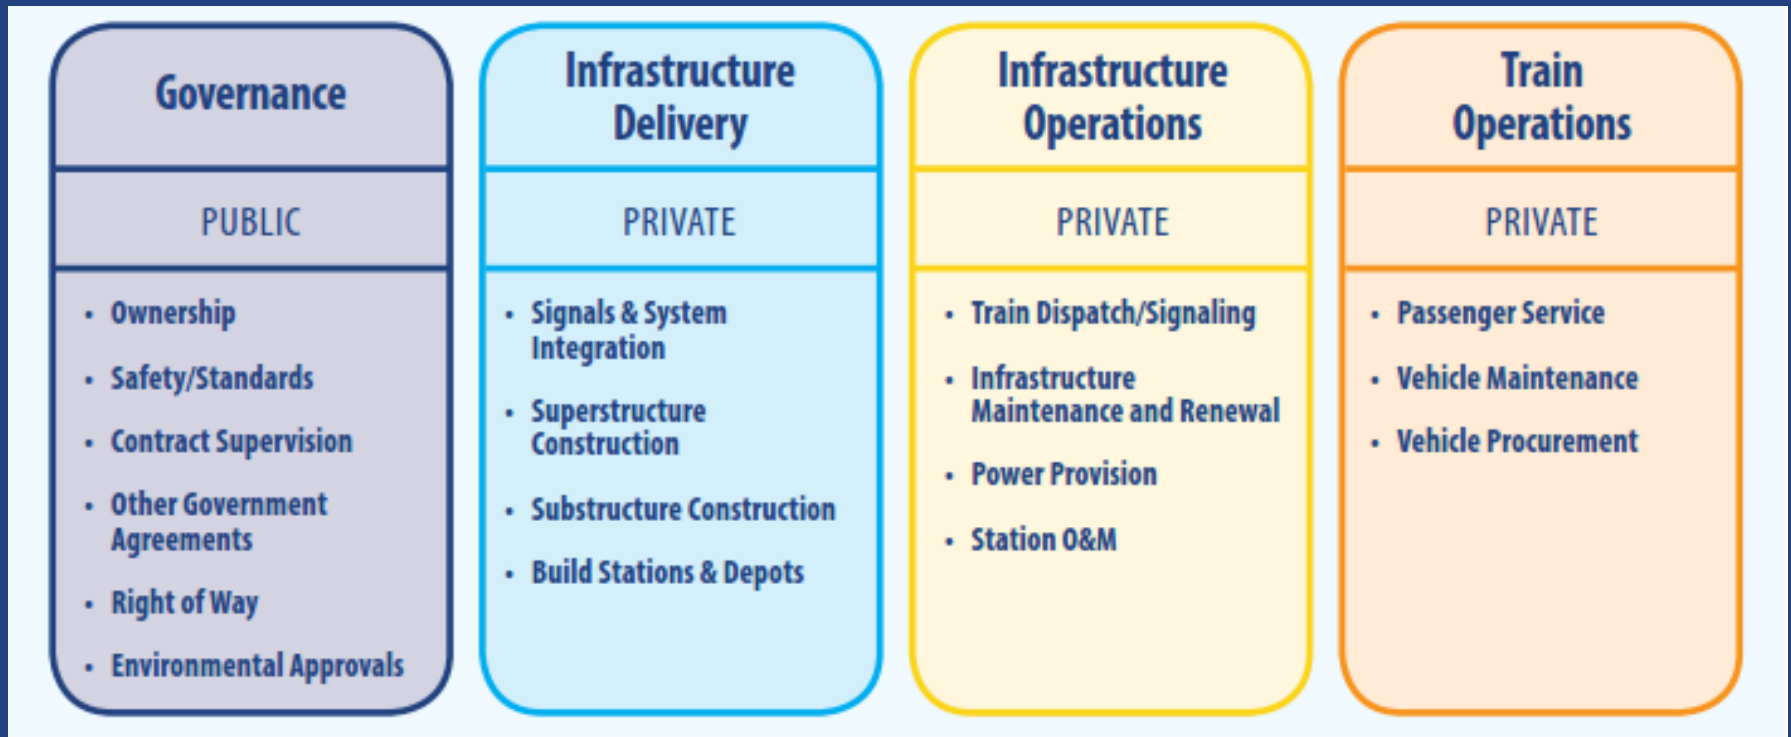 Governance
PUBLIC
• Ownership
• Safety/Standards
• Contract Supervision
• Other Government
Agreements
• Right of Way
• Environmental Approvals
Infrastructure
Delivery
PRIVATE
• Signals & System
Integration
• Superstructure
Construction
• Substructure Construction
• Build Stations & Depots
Infrastructure
Operations
PRIVATE
• Train Dispatch/Signaling
• Infrastructure
Maintenance and Renewal
• Power Provision
• Station O&M
Train
Operations
PRIVATE
• Passenger Service
• Vehicle Maintenance
• Vehicle Procurement